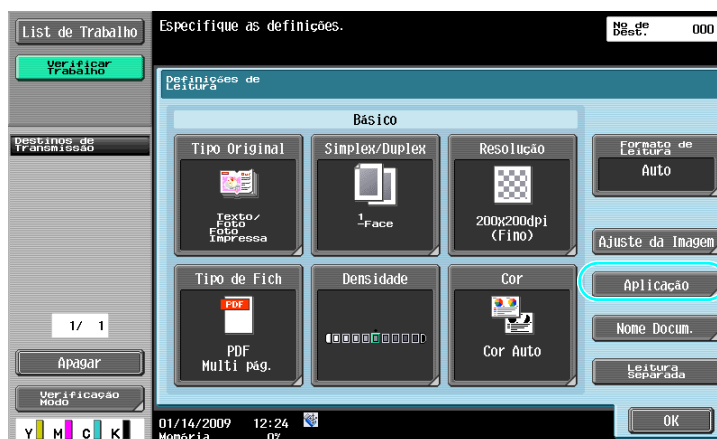 List de Trabalho
Verificar
Trabalho
Destinos de
Transmissão
1/ 1
Apagar
Verificação
Modo
Y M C K
Especifique as definições.
Nº de
Dest.
000
Definições de
Leitura
Básico
Tipo Original
Texto/
Foto
Foto
Impressa
Simplex/Duplex
1
-Face
Resolução
200x200dpi
(Fino)
Tipo de Fich
PDF
PDF
Multi pág.
Densidade
Cor
Cor Auto
Formato de
Leitura
Auto
Ajuste da Imagem
Aplicação
Nome Docum.
Leitura
Separada
01/14/2009 12:24
Memória 0%
OK